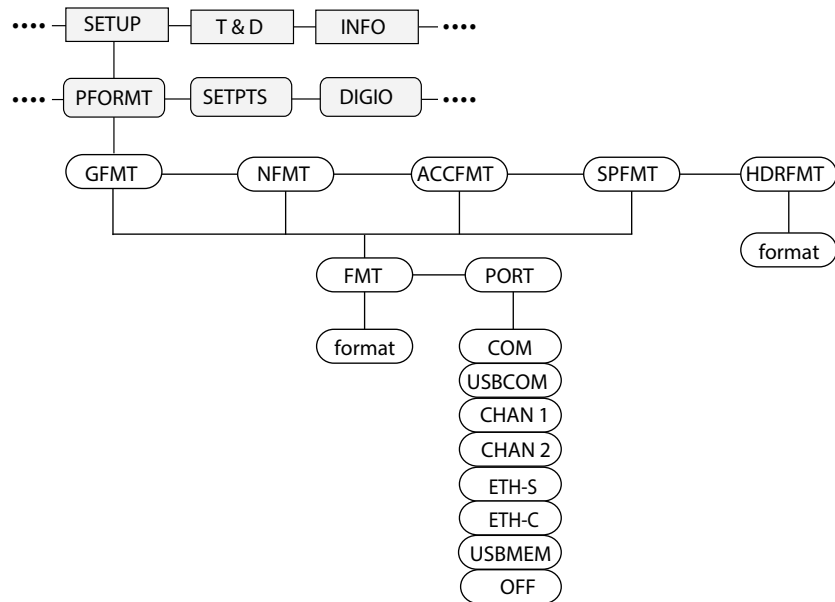 •••• SETUP T & D INFO ••••
•••• PFORMT SETPTS DIGIO ••••
GFMT NFMT ACCFMT SPFMT HDRFMT
format
FMT PORT
format
COM
USBCOM
CHAN 1
CHAN 2
ETH-S
ETH-C
USBMEM
OFF